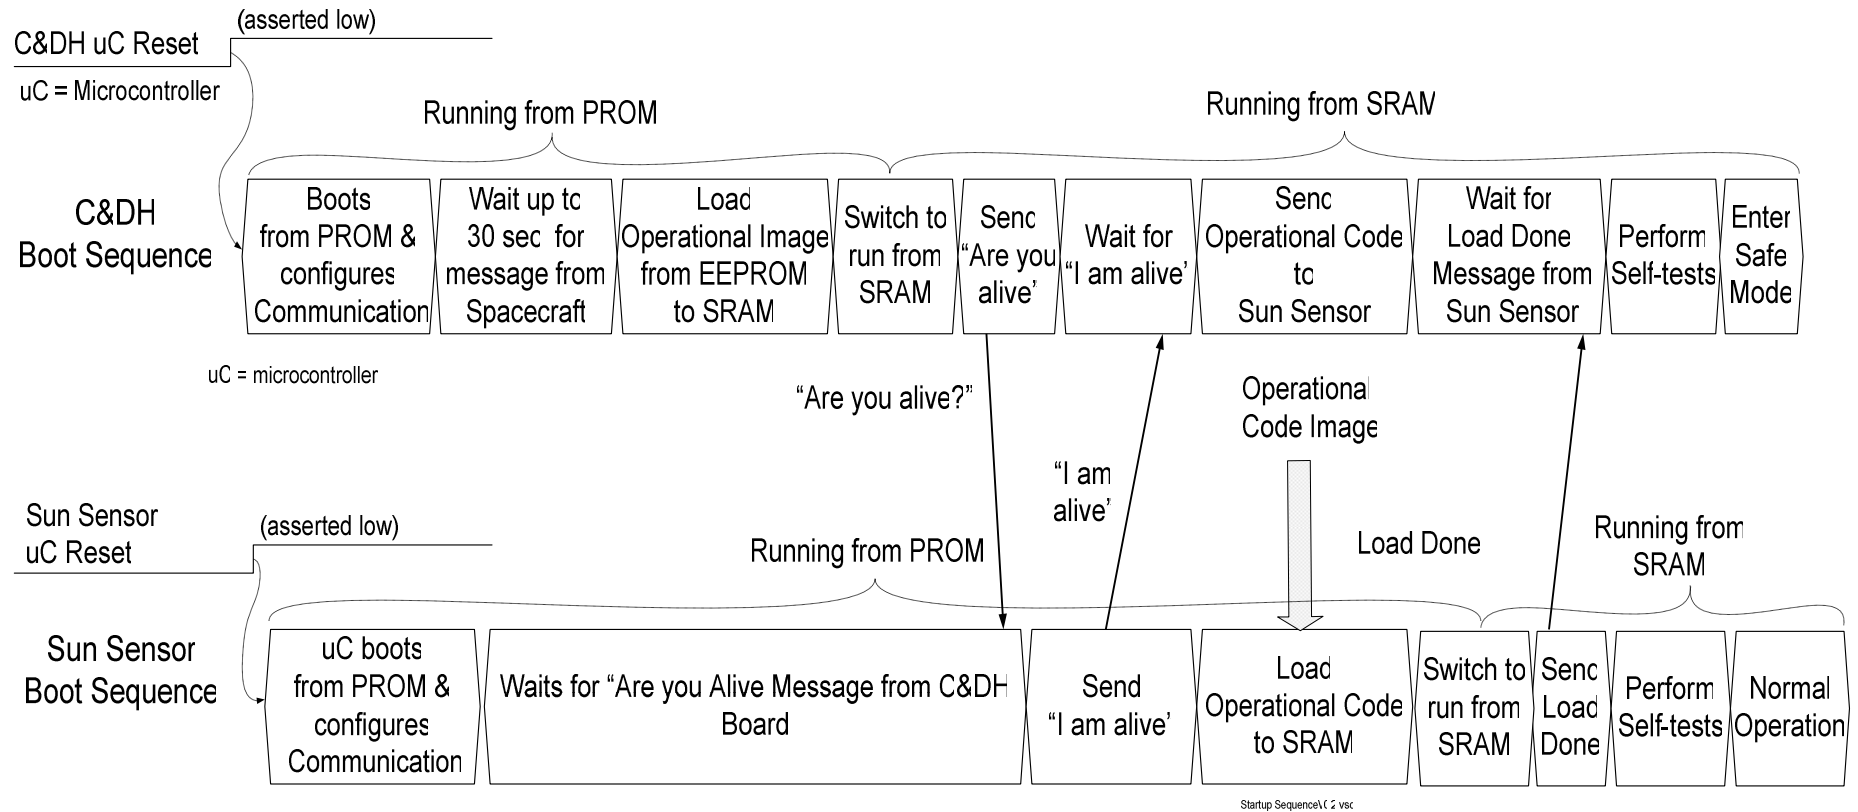 (asserted low)
C&DH uC Reset
uC = Microcontroller
Running from PROM
Running from SRAM
C&DH
Boot Sequence
Boots
from PROM &
configures
Communication
Wait up to
30 sec for
message from
Spacecraft
Load
Operational Image
from EEPROM
to SRAM
Switch to
run from
SRAM
Send
“Are you
alive”
Wait for
“I am alive”
Send
Operational Code
to
Sun Sensor
Wait for
Load Done
Message from
Sun Sensor
Perform
Self-tests
Enter
Safe
Mode
uC = microcontroller
“Are you alive?”
Operational
Code Image
“I am
alive”
Sun Sensor
uC Reset
(asserted low)
Running from PROM
Load Done
Running from
SRAM
Sun Sensor
Boot Sequence
uC boots
from PROM &
configures
Communication
Waits for “Are you Alive Message from C&DH
Board
Send
“I am alive”
Load
Operational Code
to SRAM
Switch to
run from
SRAM
Send
Load
Done
Perform
Self-tests
Normal
Operation
Startup Sequence